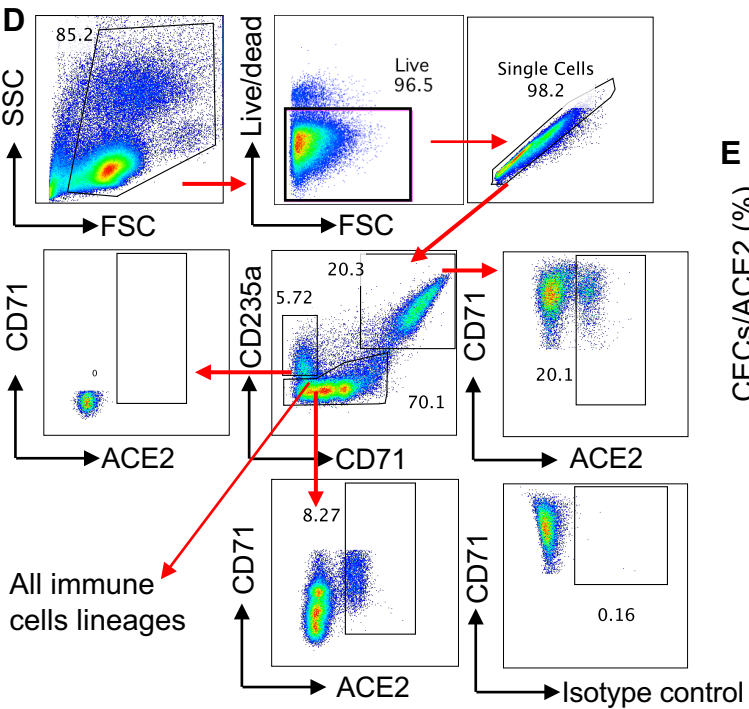 D
85.2
SSC
FSC
Live/dead
Live
96.5
FSC
Single Cells
98.2
E
CECs/ACE2 (%)
CD71
0
ACE2
CD235a
20.3
5.72
70.1
CD71
CD71
20.1
ACE2
All immune
cells lineages
CD71
8.27
ACE2
CD71
0.16
Isotype control